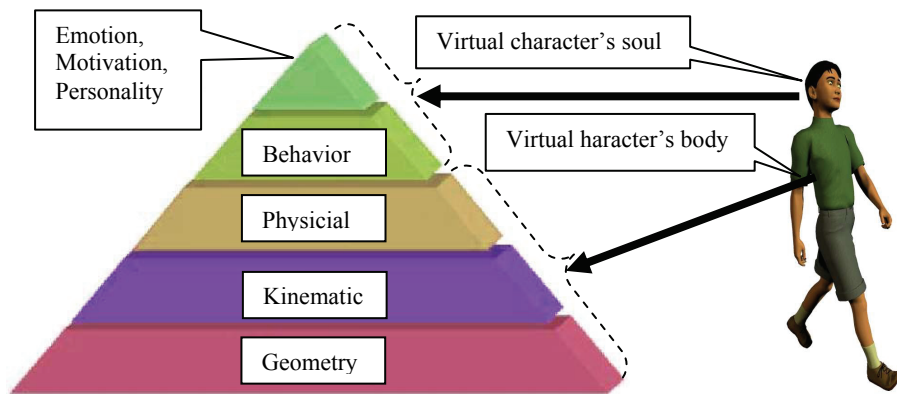 Emotion,
Motivation,
Personality
Virtual character's soul
Virtual haracter's body
Behavior
Physicial
Kinematic
Geometry